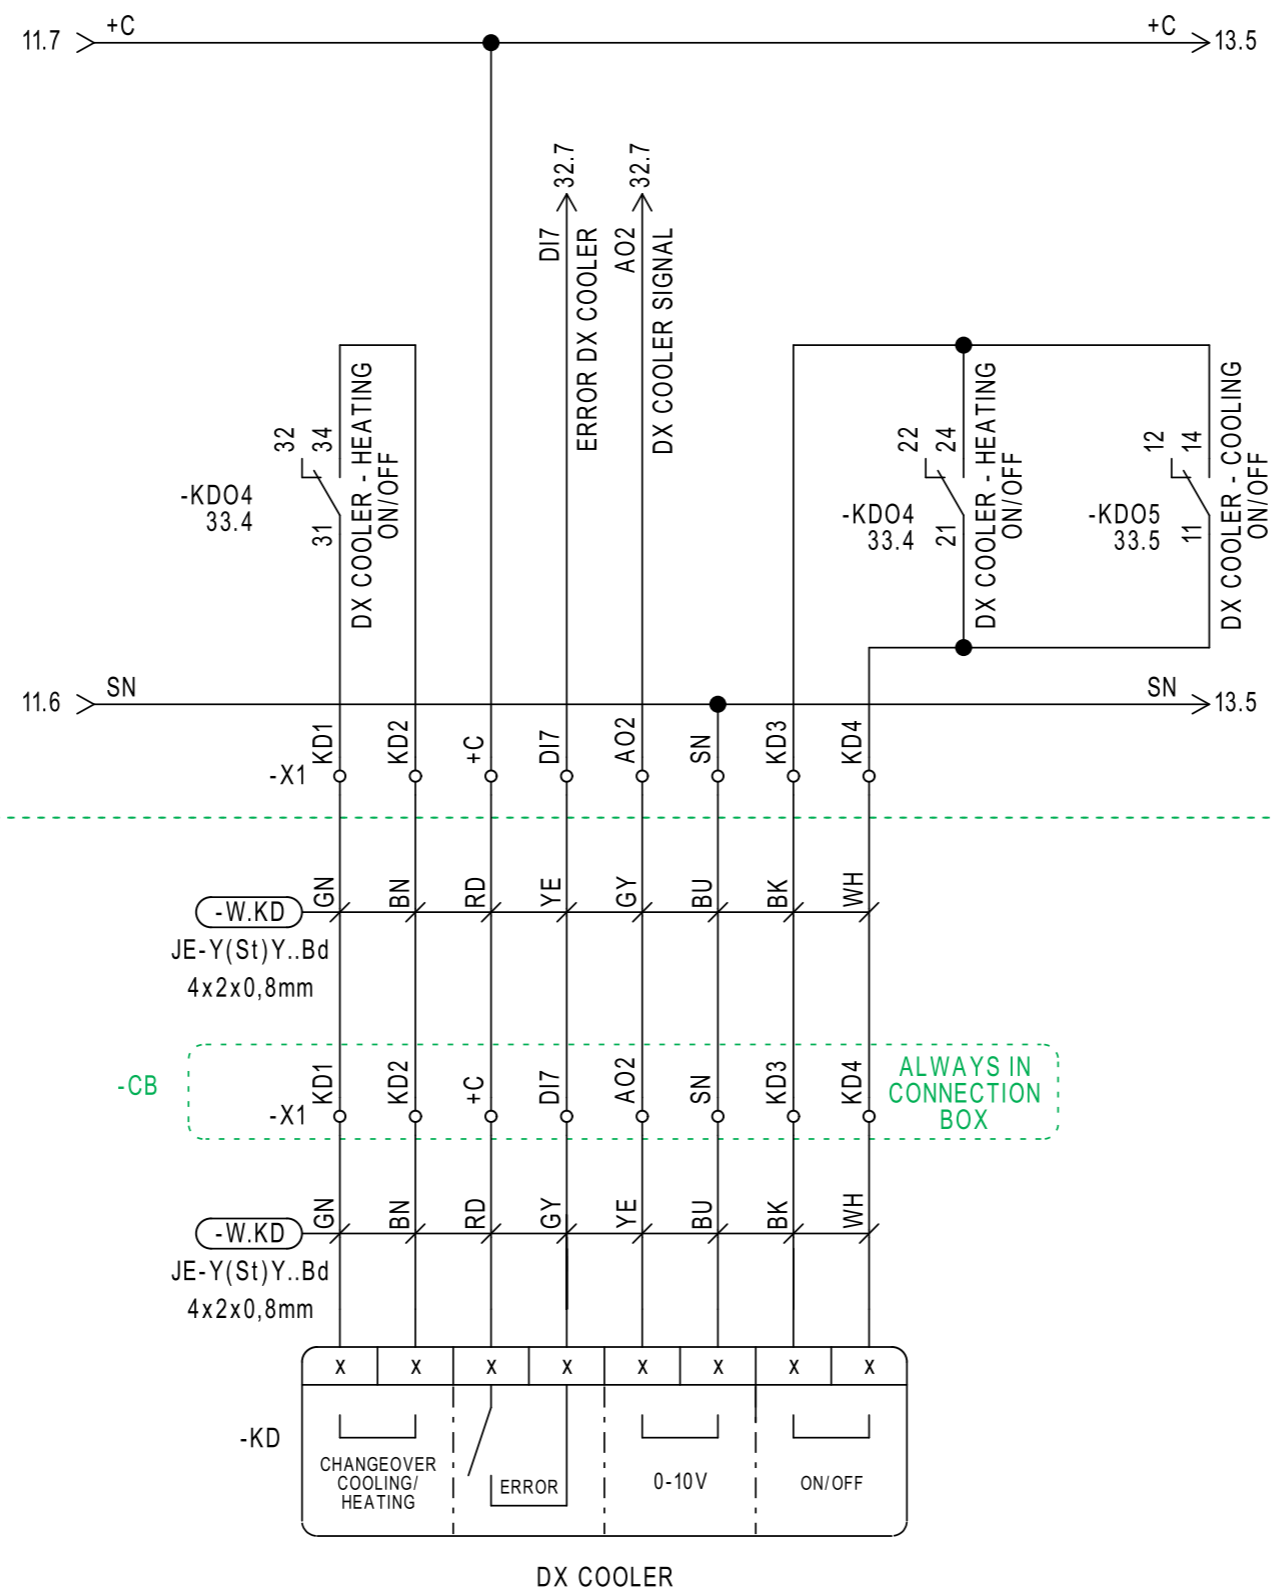 +C
+C
11.7
13.5
32.7
32.7
DI7
ERROR DX COOLER
AO2
DX COOLER SIGNAL
32
34
-KDO4
33.4
31
DX COOLER - HEATING
ON/OFF
22
24
-KDO4
33.4
21
DX COOLER - HEATING
ON/OFF
12
14
-KDO5
33.5
11
DX COOLER - COOLING
ON/OFF
SN
SN
11.6
13.5
-X1
KD1
KD2
+C
DI7
AO2
SN
KD3
KD4
-W.KD
GN
BN
RD
YE
GY
BU
BK
WH
JE-Y(St)Y..Bd
4x2x0,8mm
-CB
-X1
KD1
KD2
+C
DI7
AO2
SN
KD3
KD4
ALWAYS IN
CONNECTION
BOX
-W.KD
GN
BN
RD
GY
YE
BU
BK
WH
JE-Y(St)Y..Bd
4x2x0,8mm
x x x x x x x x
-KD
CHANGEOVER
COOLING/
HEATING
ERROR
0-10V
ON/OFF
DX COOLER